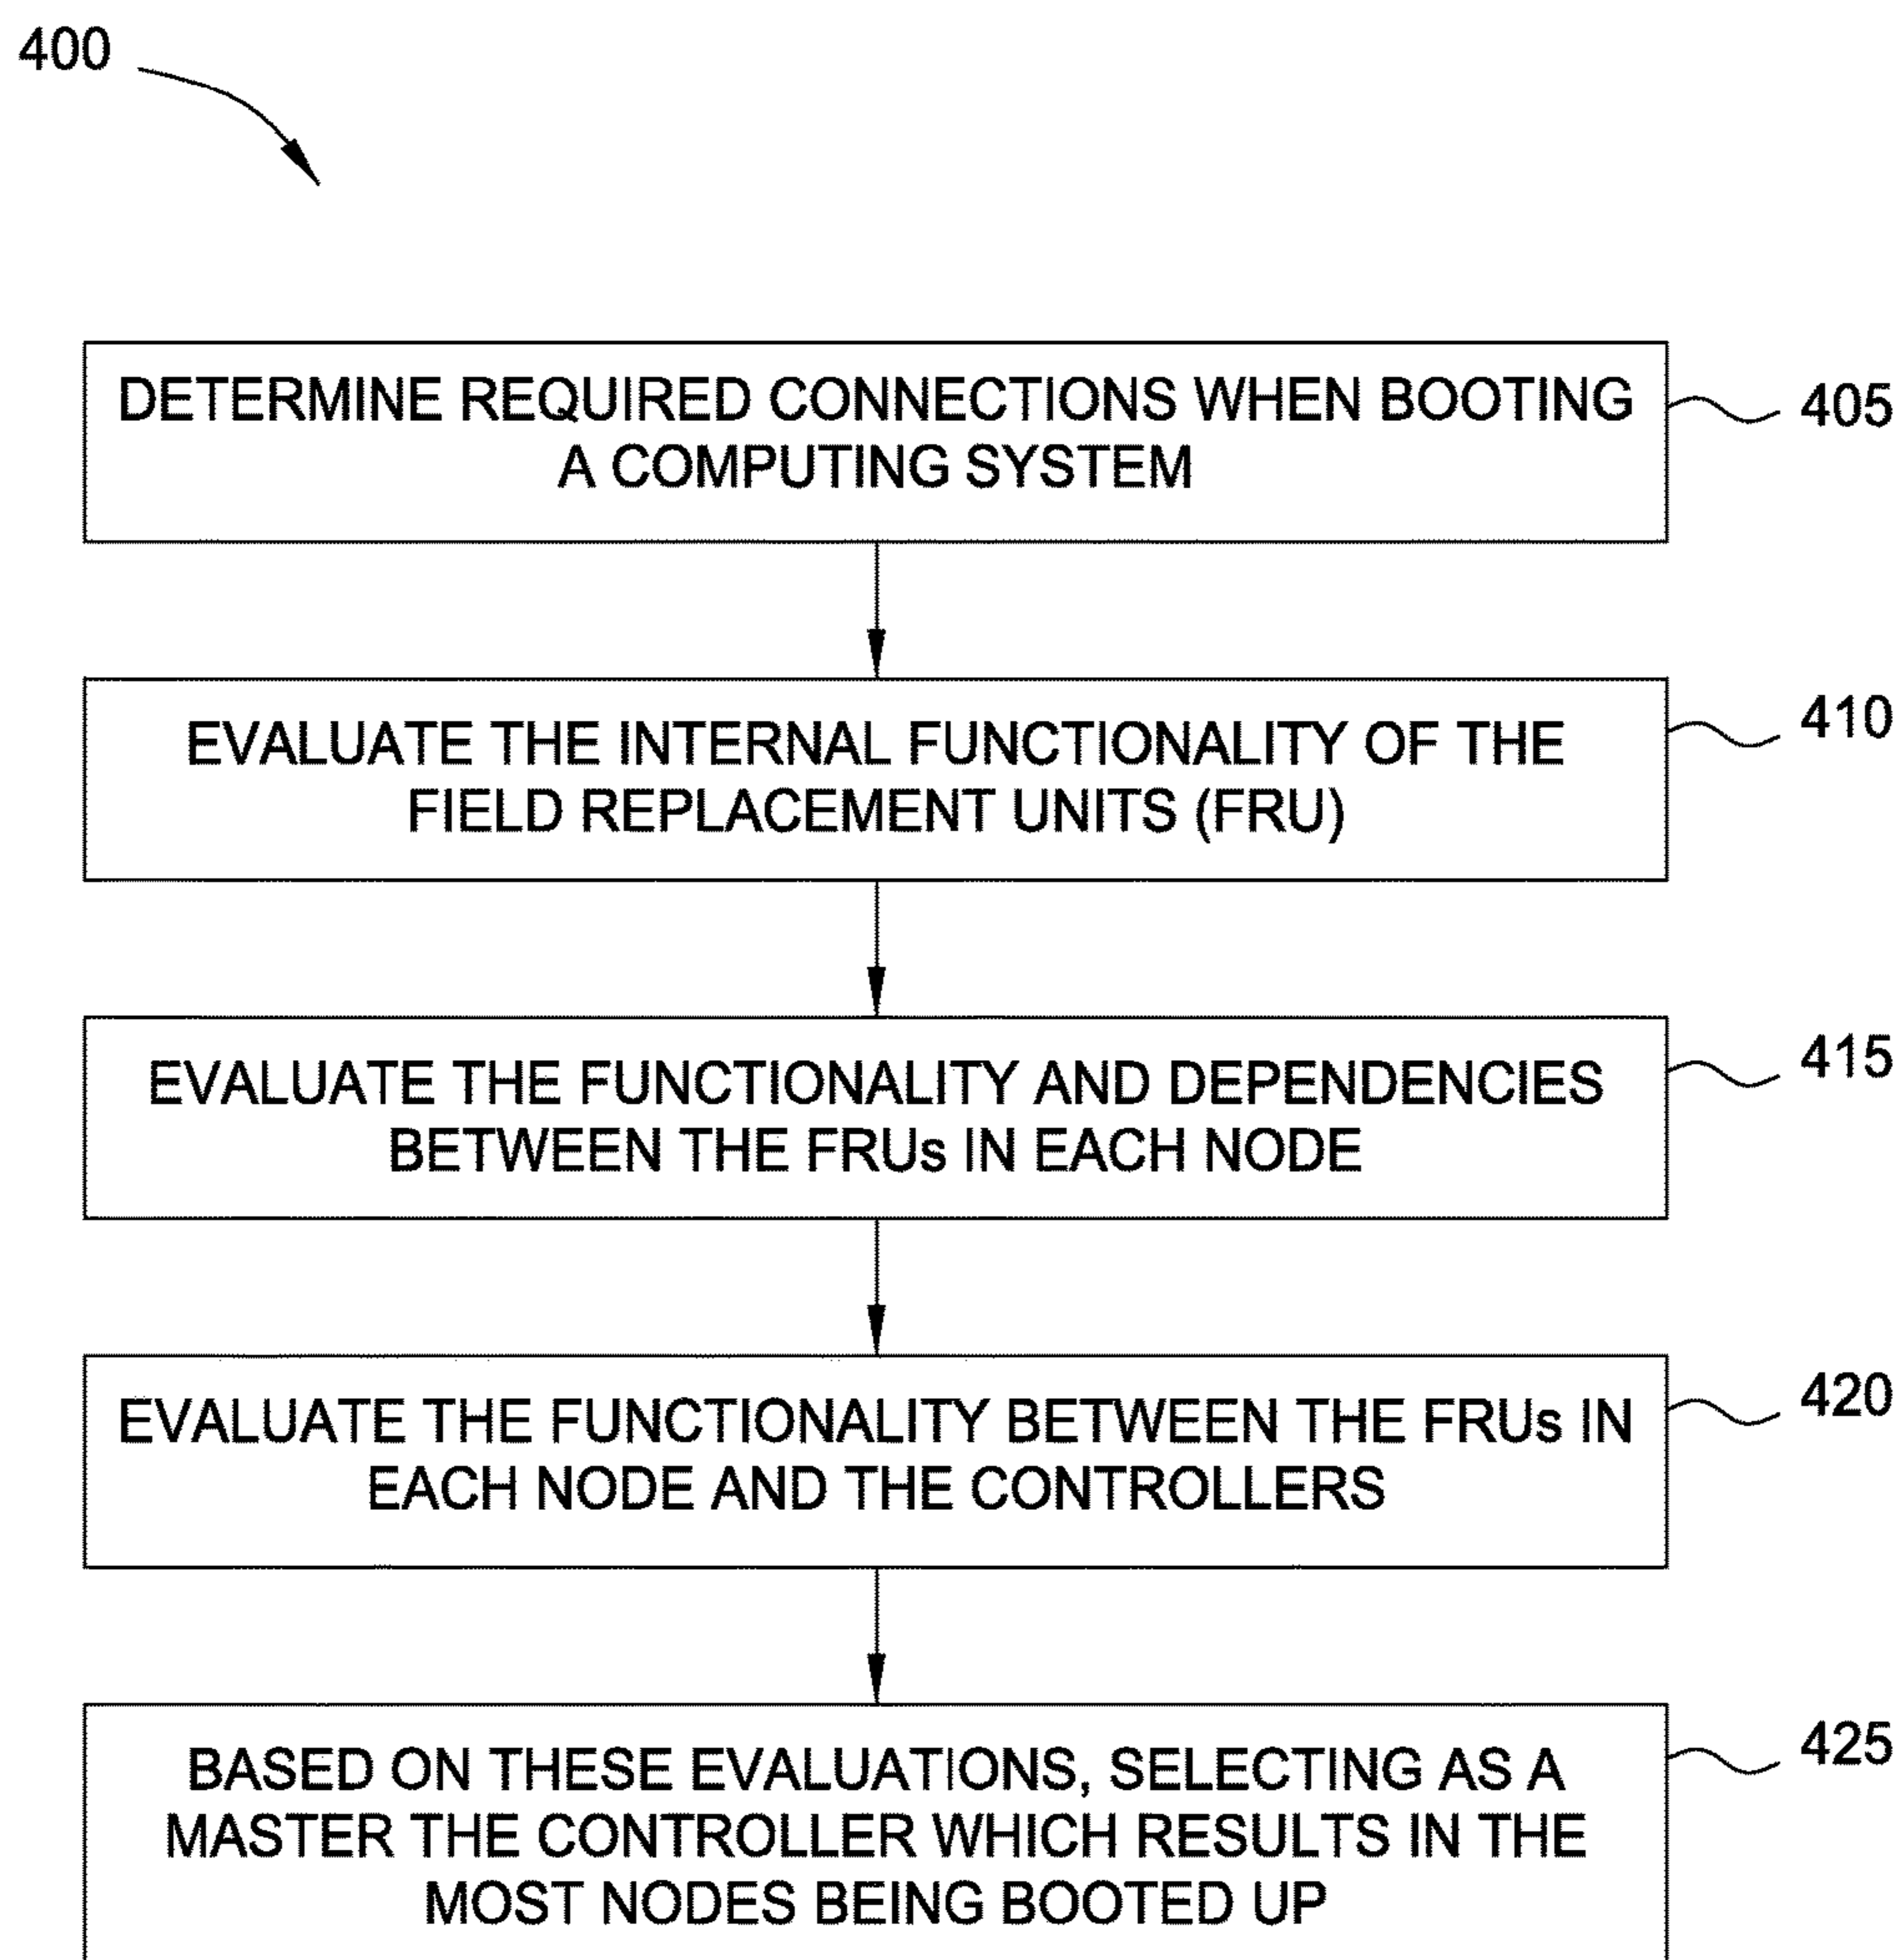 400
DETERMINE REQUIRED CONNECTIONS WHEN BOOTING
A COMPUTING SYSTEM
405
EVALUATE THE INTERNAL FUNCTIONALITY OF THE
FIELD REPLACEMENT UNITS (FRU)
410
EVALUATE THE FUNCTIONALITY AND DEPENDENCIES
BETWEEN THE FRUs IN EACH NODE
415
EVALUATE THE FUNCTIONALITY BETWEEN THE FRUs IN
EACH NODE AND THE CONTROLLERS
420
BASED ON THESE EVALUATIONS, SELECTING AS A
MASTER THE CONTROLLER WHICH RESULTS IN THE
MOST NODES BEING BOOTED UP
425